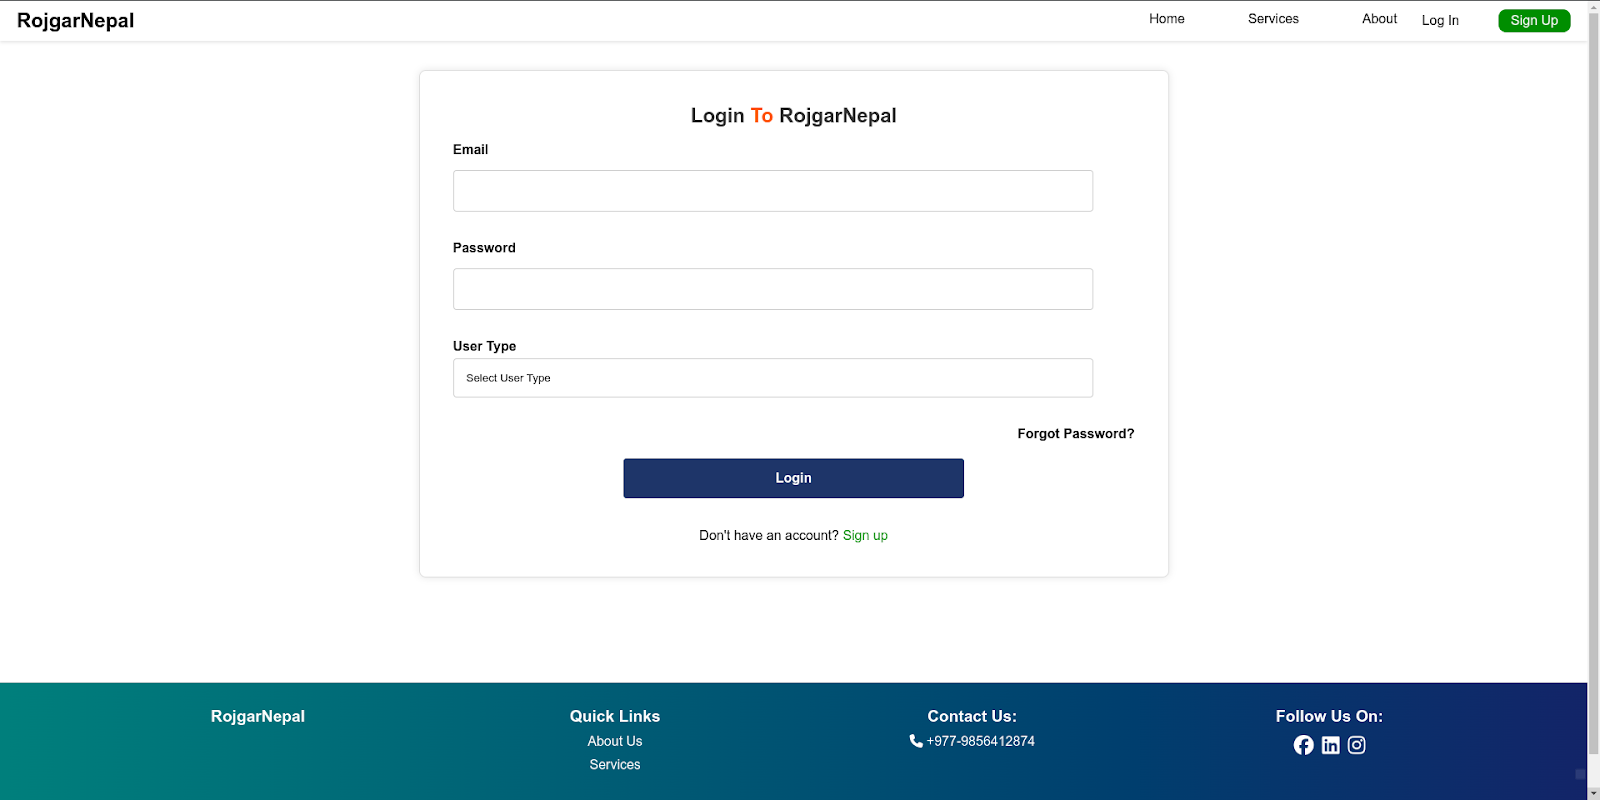 RojgarNepal Home Services About Log In Sign Up
Login To RojgarNepal
Email
Password
User Type
Select User Type
Forgot Password?
Login
Don't have an account? Sign up
RojgarNepal
Quick Links
About Us
Services
Contact Us:
+977-9856412874
Follow Us On: